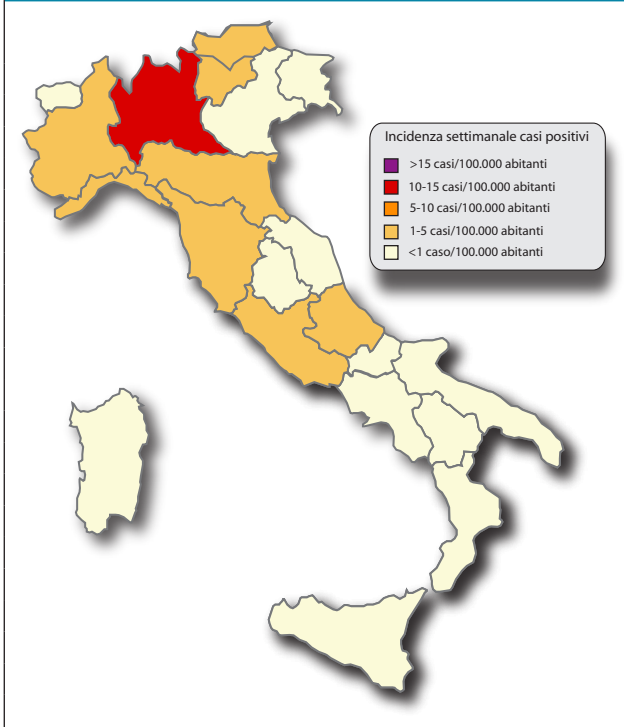 Incidenza settimanale casi positivi
>15 casi/100.000 abitanti
10-15 casi/100.000 abitanti
5-10 casi/100.000 abitanti
1-5 casi/100.000 abitanti
<1 caso/100.000 abitanti